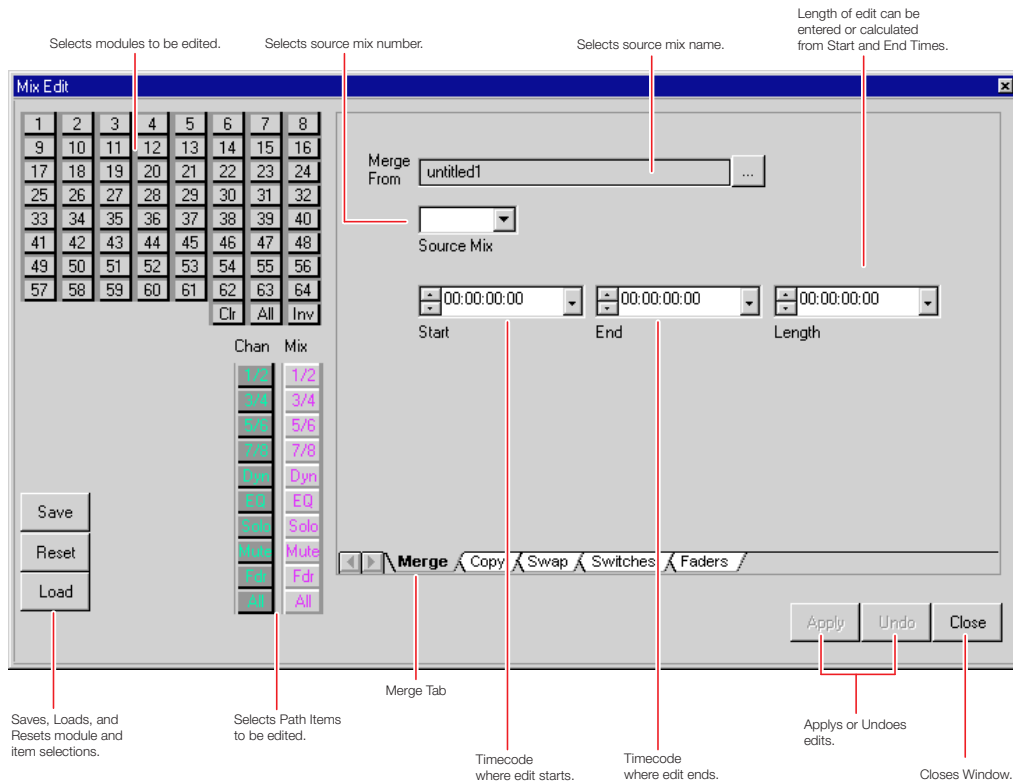 Length of edit can be
entered or calculated
from Start and End Times.
Selects modules to be edited.
Selects source mix number.
Selects source mix name.
Mix Edit
1 2 3 4 5 6 7 8
9 10 11 12 13 14 15 16
17 18 19 20 21 22 23 24
25 26 27 28 29 30 31 32
33 34 35 36 37 38 39 40
41 42 43 44 45 46 47 48
49 50 51 52 53 54 55 56
57 58 59 60 61 62 63 64
Clr All Inv
Merge
From
untitled1
...
Source Mix
00:00:00:00 00:00:00:00 00:00:00:00
Start End Length
Chan Mix
1/2 1/2
3/4 3/4
5/6 5/6
7/8 7/8
Dyn Dyn
EQ EQ
Solo Solo
Mute Mute
Fdr Fdr
All All
Save
Reset
Load
Merge Copy Swap Switches Faders
Apply Undo Close
Merge Tab
Saves, Loads, and
Resets module and
item selections.
Selects Path Items
to be edited.
Timecode
where edit starts.
Timecode
where edit ends.
Applys or Undoes
edits.
Closes Window.